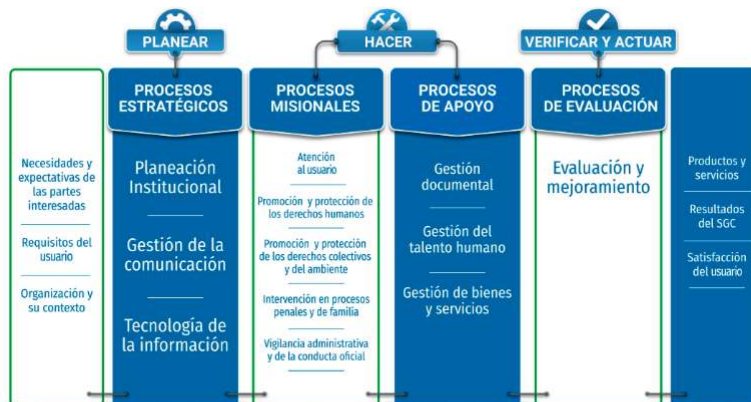 PLANEAR
HACER
VERIFICAR Y ACTUAR
PROCESOS
ESTRATÉGICOS
PROCESOS
MISIONALES
PROCESOS
DE APOYO
PROCESOS
DE EVALUACIÓN
Necesidades y
expectativas de
las partes
interesadas
Requisitos del
usuario
Organización y
su contexto
Planeación
Institucional
Gestión de la
comunicación
Tecnología de
la información
Atención
al usuario
Promoción y protección de
los derechos humanos
Promoción y protección
de los derechos colectivos
y del ambiente
Intervención en procesos
penales y de familia
Vigilancia administrativa
y de la conducta oficial
Gestión
documental
Gestión del
talento humano
Gestión de bienes
y servicios
Evaluación y
mejoramiento
Productos y
servicios
Resultados
del SGC
Satisfacción
del usuario